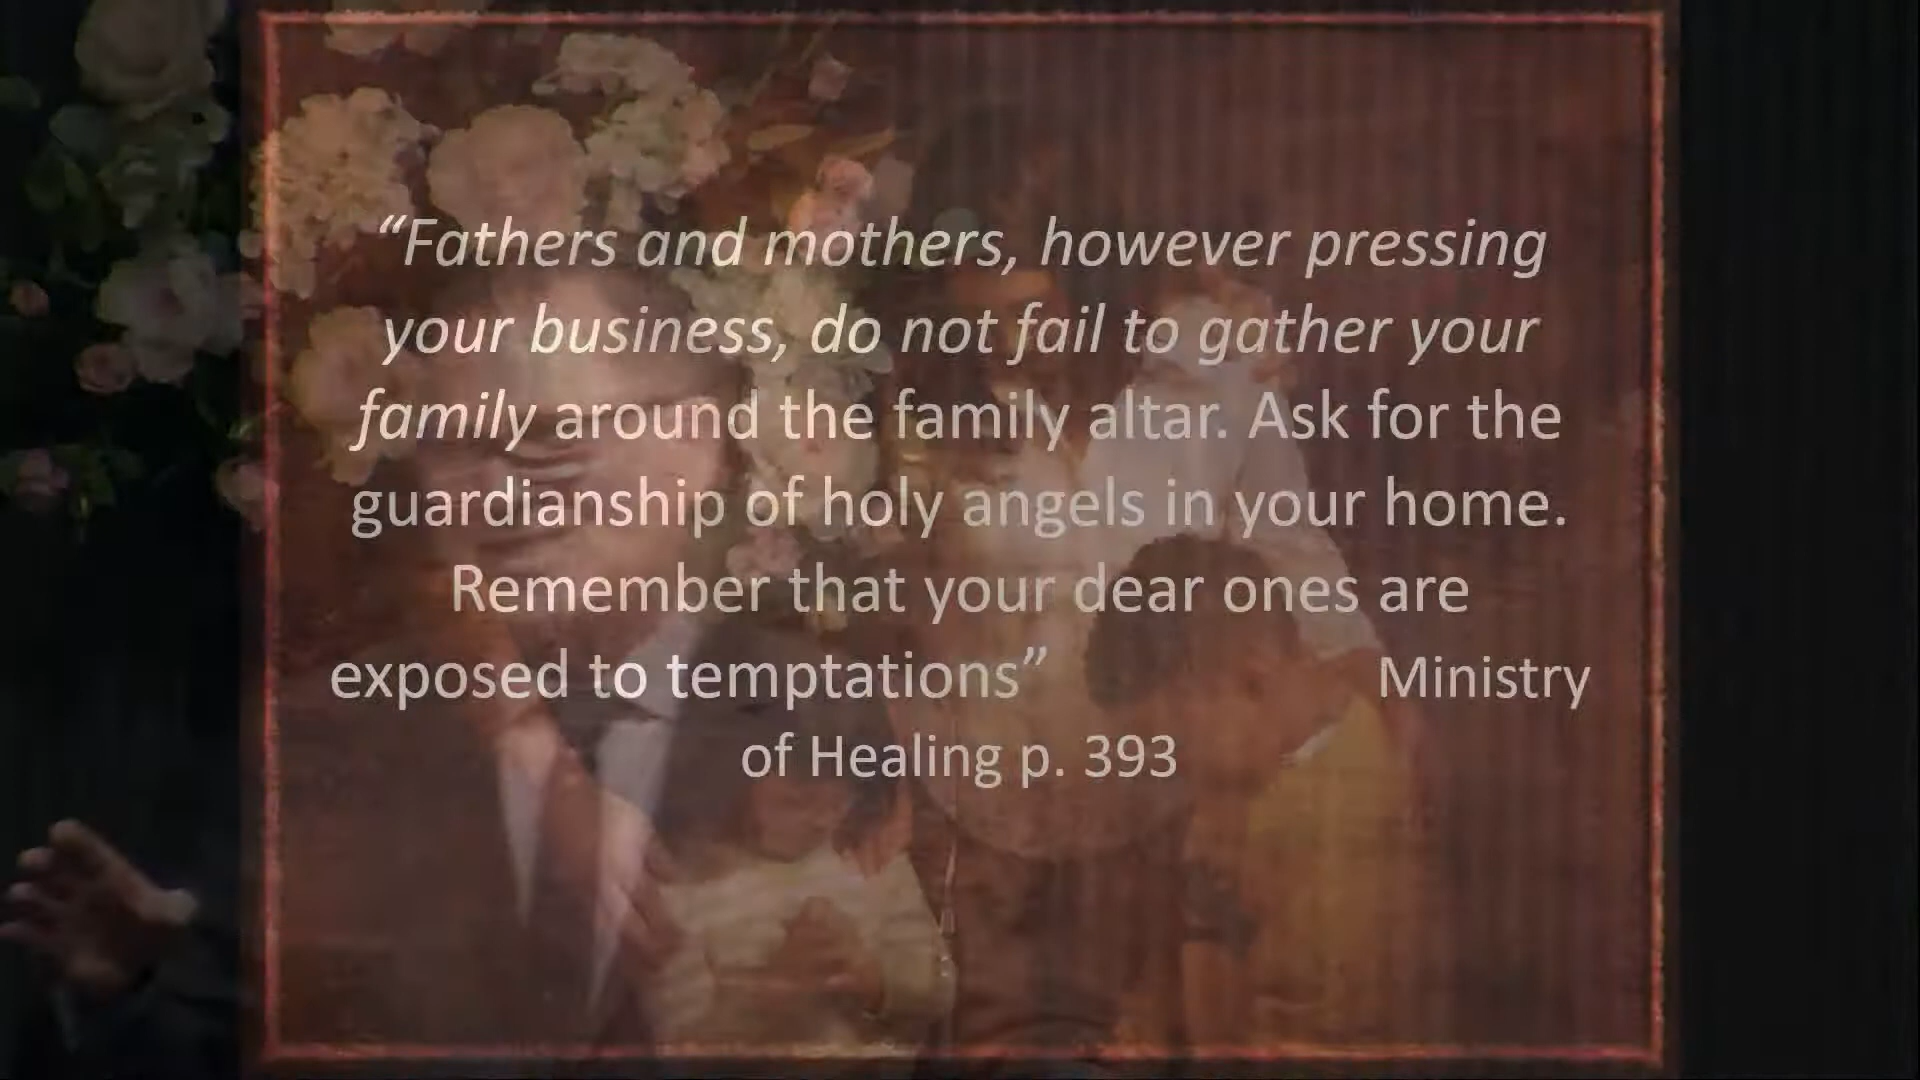 “Fathers and mothers, however pressing
your business, do not fail to gather your
family around the family altar. Ask for the
guardianship of holy angels in your home.
Remember that your dear ones are
exposed to temptations” Ministry
of Healing p. 393